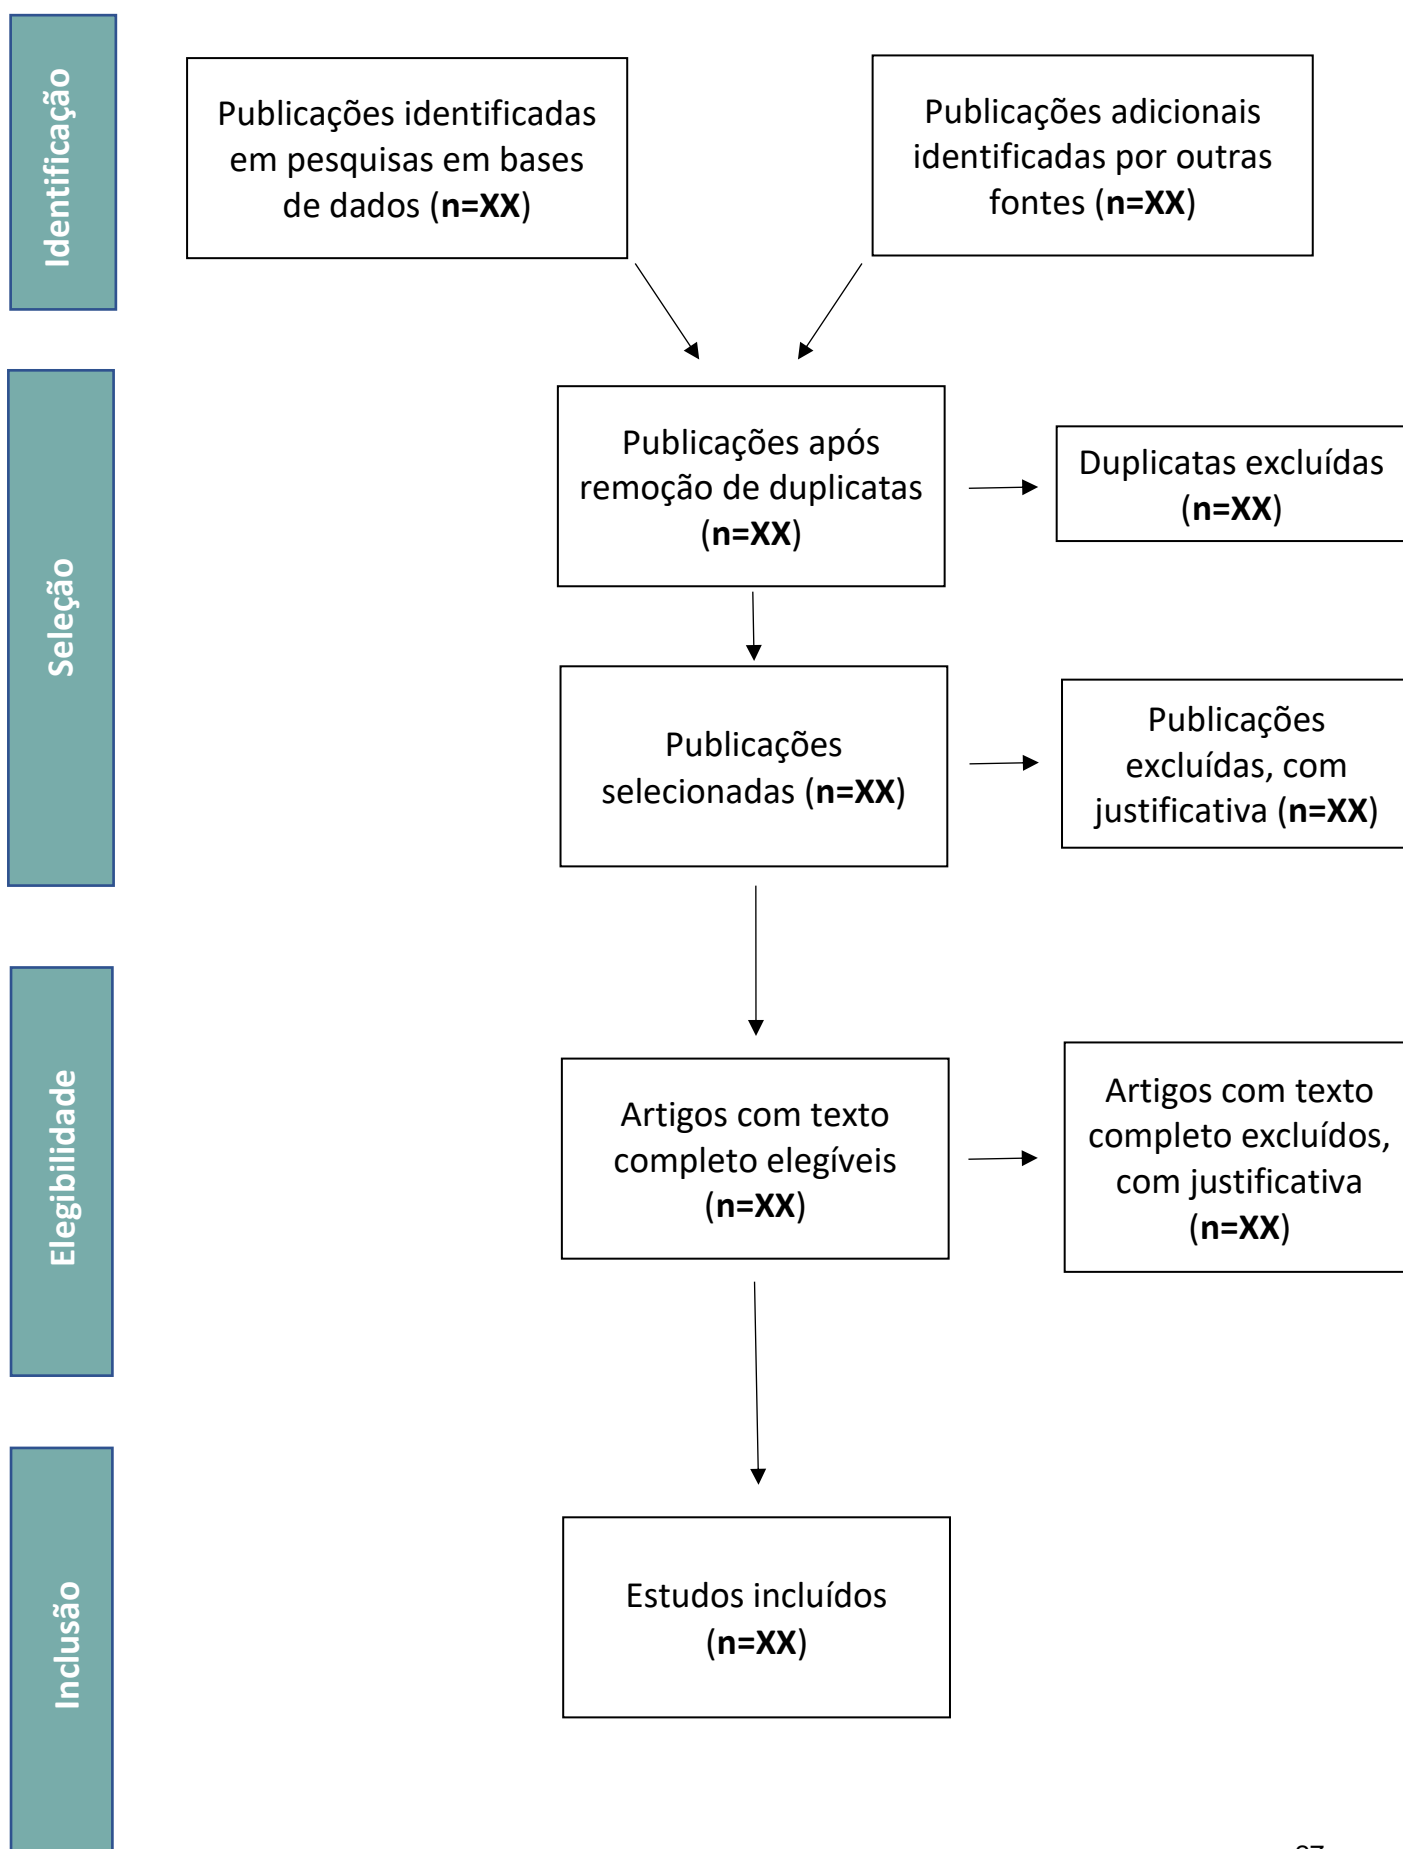 Identificação
Publicações identificadas
em pesquisas em bases
de dados (n=XX)
Publicações adicionais
identificadas por outras
fontes (n=XX)
Seleção
Publicações após
remoção de duplicatas
(n=XX)
Duplicatas excluídas
(n=XX)
Publicações
selecionadas (n=XX)
Publicações
excluídas, com
justificativa (n=XX)
Elegibilidade
Artigos com texto
completo elegíveis
(n=XX)
Artigos com texto
completo excluídos,
com justificativa
(n=XX)
Inclusão
Estudos incluídos
(n=XX)